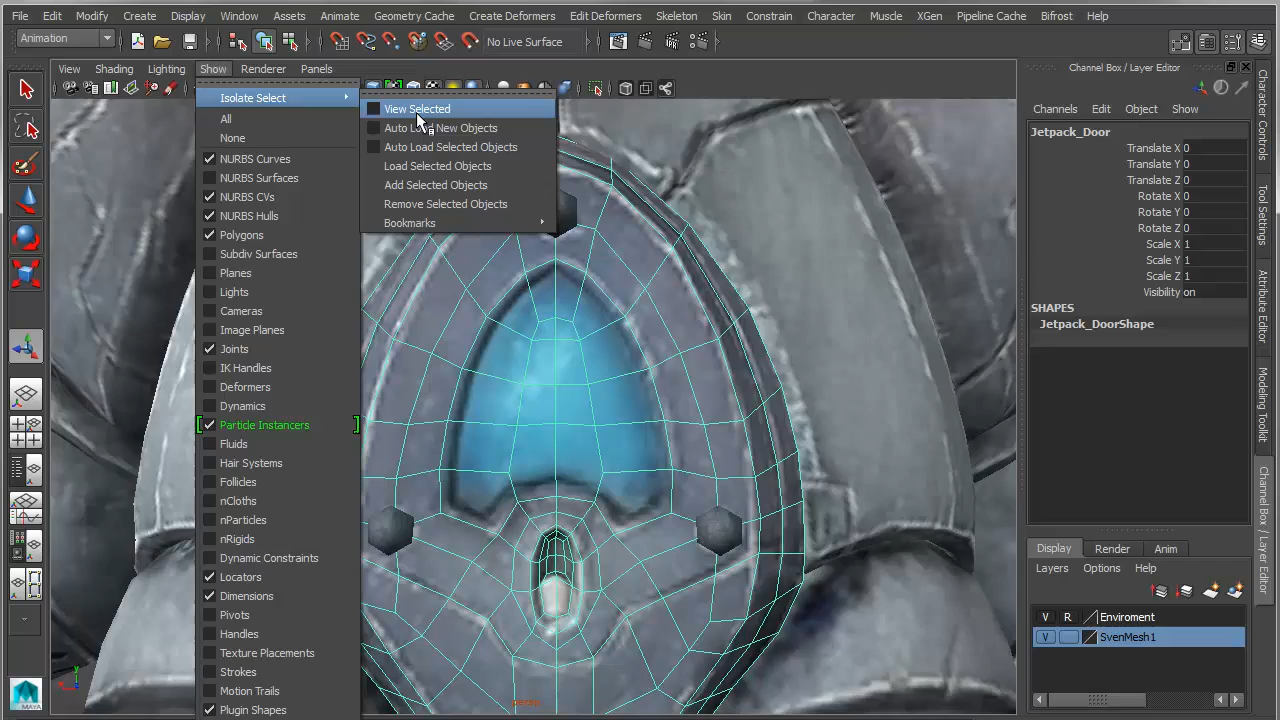 File Edit Modify Create Display Window Assets Animate Geometry Cache Create Deformers Edit Deformers Skeleton Skin Constrain Character Muscle XGen Pipeline Cache Bifrost Help
Animation
No Live Surface
View Shading Lighting Show Renderer Panels
Isolate Select
All
None
NURBS Curves
NURBS Surfaces
NURBS CVs
NURBS Hulls
Polygons
Subdiv Surfaces
Planes
Lights
Cameras
Image Planes
Joints
IK Handles
Deformers
Dynamics
Particle Instancers
Fluids
Hair Systems
Follicles
nCloths
nParticles
nRigids
Dynamic Constraints
Locators
Dimensions
Pivots
Handles
Texture Placements
Strokes
Motion Trails
Plugin Shapes
View Selected
Auto Load New Objects
Auto Load Selected Objects
Load Selected Objects
Add Selected Objects
Remove Selected Objects
Bookmarks
persp
y
MAYA
Channel Box / Layer Editor
Channels Edit Object Show
Jetpack_Door
Translate X 0
Translate Y 0
Translate Z 0
Rotate X 0
Rotate Y 0
Rotate Z 0
Scale X 1
Scale Y 1
Scale Z 1
Visibility on
SHAPES
Jetpack_DoorShape
Display Render Anim
Layers Options Help
V R Enviroment
V SvenMesh1
Character Controls
Tool Settings
Attribute Editor
Modeling Toolkit
Channel Box / Layer Editor